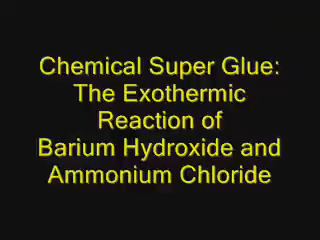 Chemical Super Glue:
The Exothermic
Reaction of
Barium Hydroxide and
Ammonium Chloride